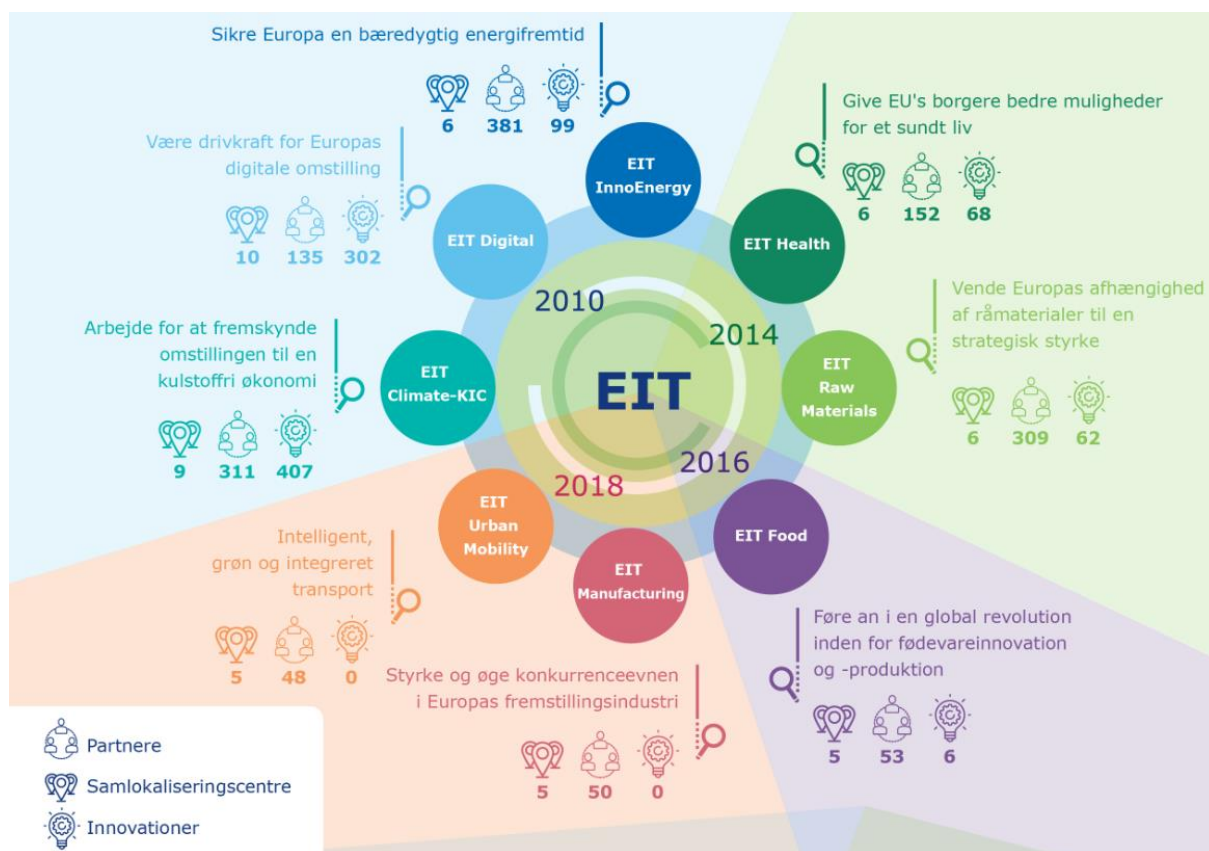 Sikre Europa en bæredygtig energifremtid
6 381 99
EIT
InnoEnergy
Give EU's borgere bedre muligheder
for et sundt liv
6 152 68
EIT Health
Være drivkraft for Europas
digitale omstilling
10 135 302
EIT Digital
2010
Vende Europas afhængighed
af råmaterialer til en
strategisk styrke
6 309 62
EIT
Raw
Materials
2014
Arbejde for at fremskynde
omstillingen til en
kulstoffri økonomi
9 311 407
EIT
Climate-KIC
EIT
2016
2018
EIT
Urban
Mobility
Intelligent,
grøn og integreret
transport
5 48 0
EIT
Manufacturing
Styrke og øge konkurrenceevnen
i Europas fremstillingsindustri
5 50 0
EIT Food
Føre an i en global revolution
inden for fødevareinnovation
og -produktion
5 53 6
Partnere
Samlokaliseringscentre
Innovationer